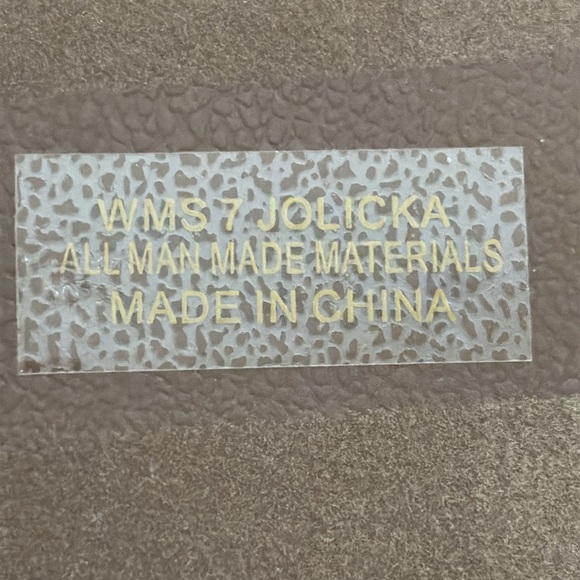 WMS 7 JOLICKA
ALL MAN MADE MATERIALS
MADE IN CHINA